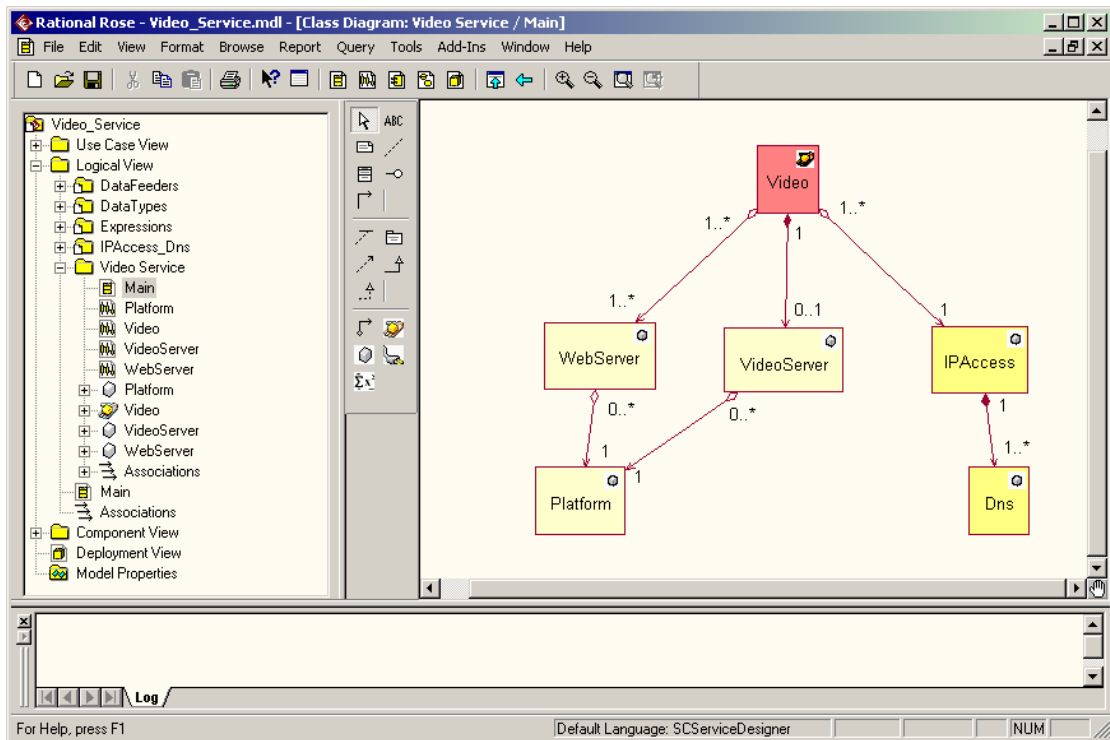 Rational Rose - Video_Service.mdl - [Class Diagram: Video Service / Main]
File Edit View Format Browse Report Query Tools Add-Ins Window Help
Video_Service
Use Case View
Logical View
DataFeeders
DataTypes
Expressions
IPAccess_Dns
Video Service
Main
Platform
Video
VideoServer
WebServer
Platform
Video
VideoServer
WebServer
Associations
Main
Associations
Component View
Deployment View
Model Properties
ABC
Σx²
Video
1..* 1 1..*
1..* 0..1 1
WebServer VideoServer IPAccess
0..* 0..* 1
1 1 1..*
Platform Dns
Log
For Help, press F1 Default Language: SCServiceDesigner NUM